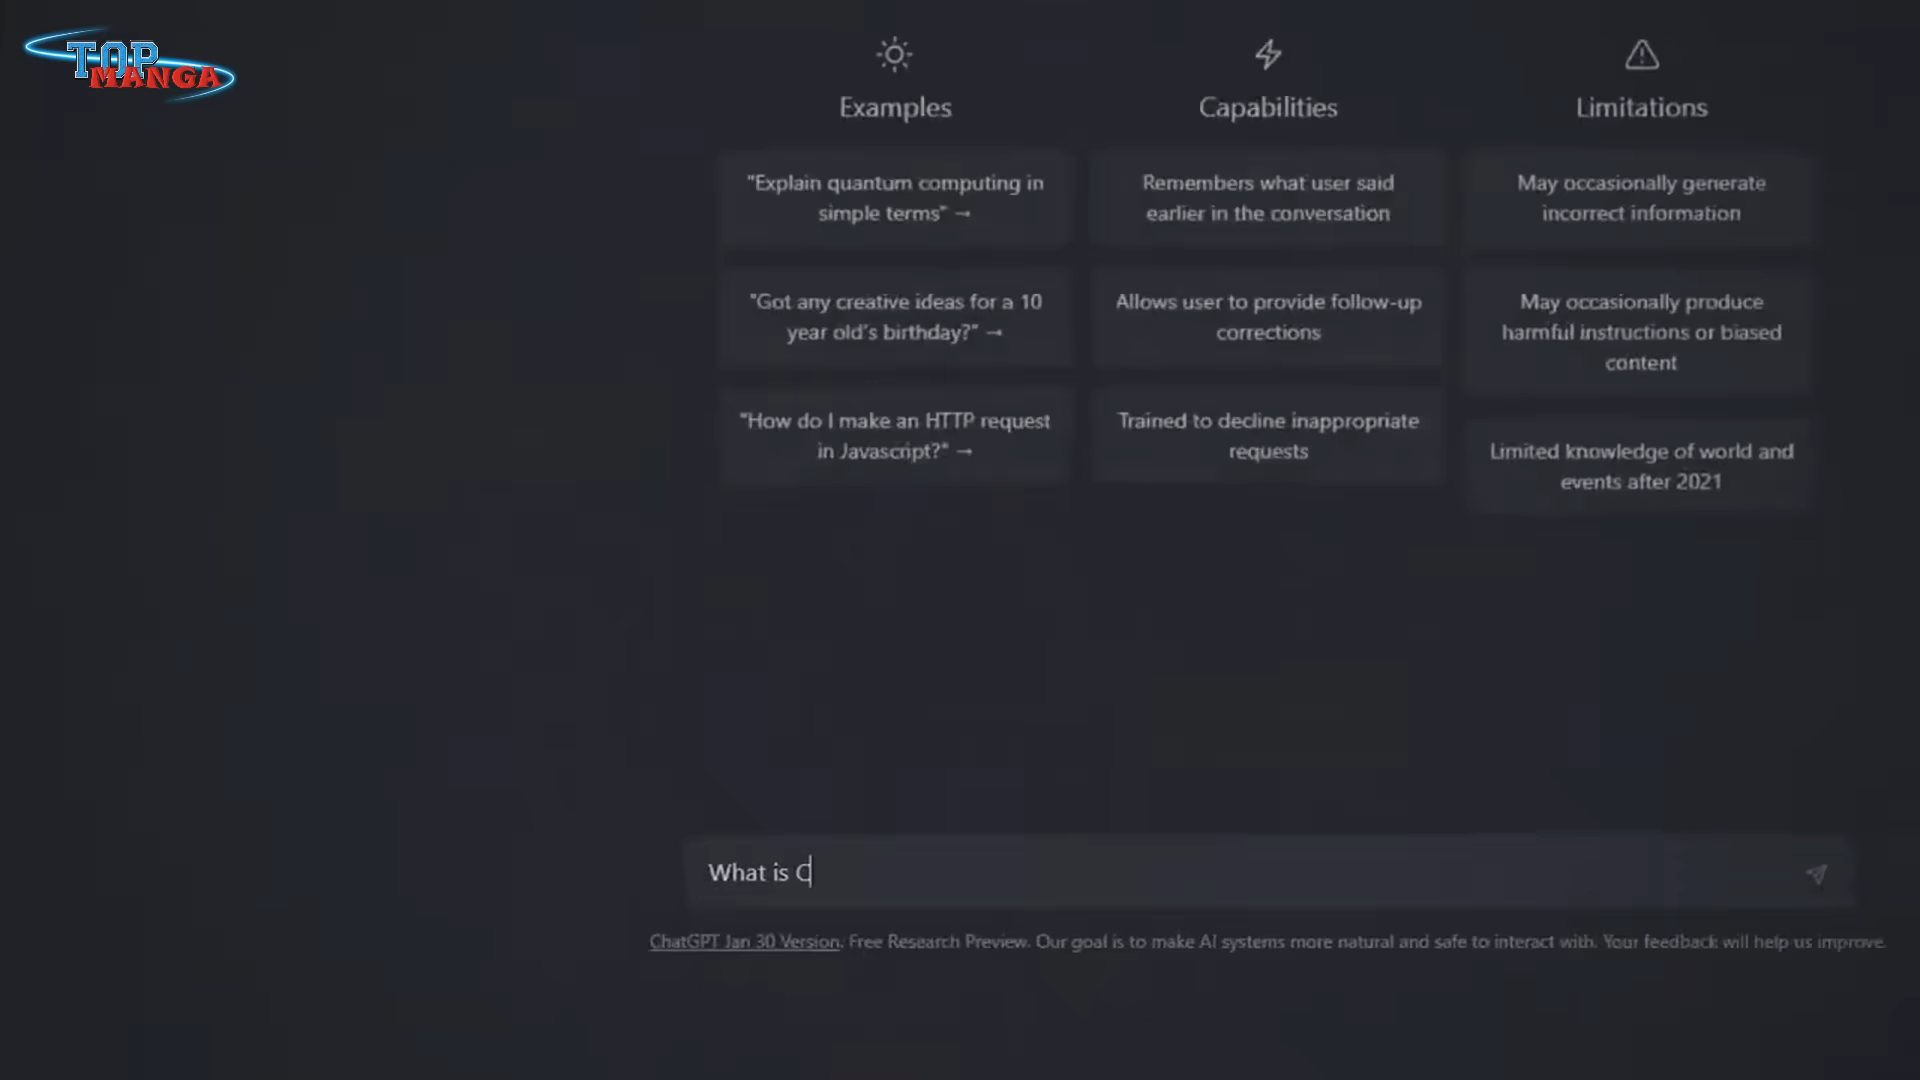 TOP
MANGA
Examples
"Explain quantum computing in
simple terms" →
"Got any creative ideas for a 10
year old's birthday?" →
"How do I make an HTTP request
in Javascript?" →
Capabilities
Remembers what user said
earlier in the conversation
Allows user to provide follow-up
corrections
Trained to decline inappropriate
requests
Limitations
May occasionally generate
incorrect information
May occasionally produce
harmful instructions or biased
content
Limited knowledge of world and
events after 2021
What is C
ChatGPT Jan 30 Version. Free Research Preview. Our goal is to make AI systems more natural and safe to interact with. Your feedback will help us improve.